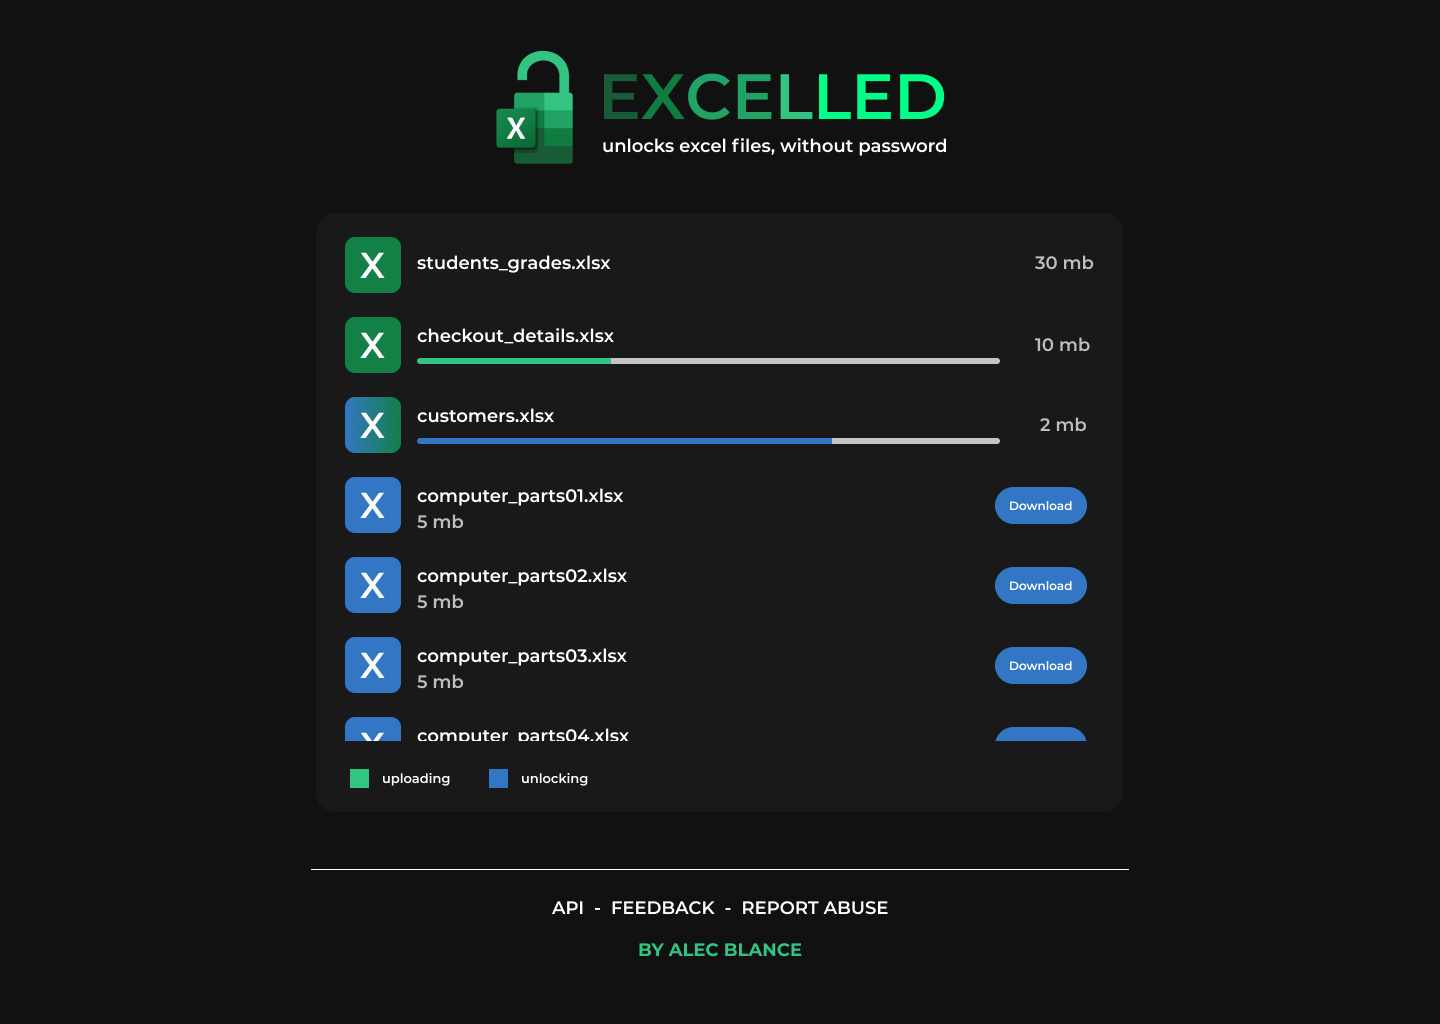 X
EXCELLED
unlocks excel files, without password
X students_grades.xlsx 30 mb
X checkout_details.xlsx 10 mb
X customers.xlsx 2 mb
X computer_parts01.xlsx Download
5 mb
X computer_parts02.xlsx Download
5 mb
X computer_parts03.xlsx Download
5 mb
X computer_parts04.xlsx
uploading unlocking
API - FEEDBACK - REPORT ABUSE
BY ALEC BLANCE